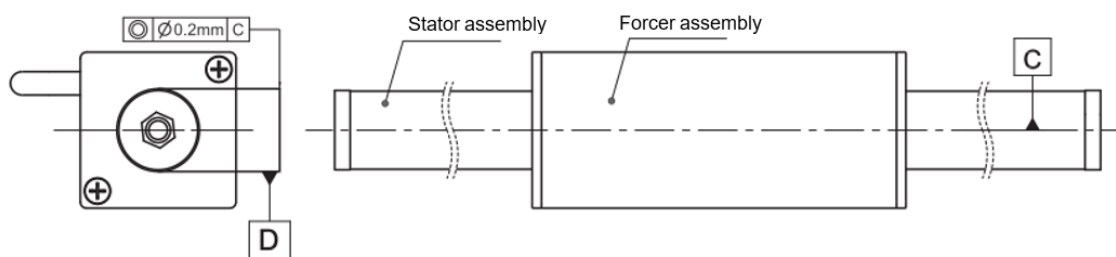 Stator assembly
Forcer assembly
◎ Ø0.2mm C
C
D